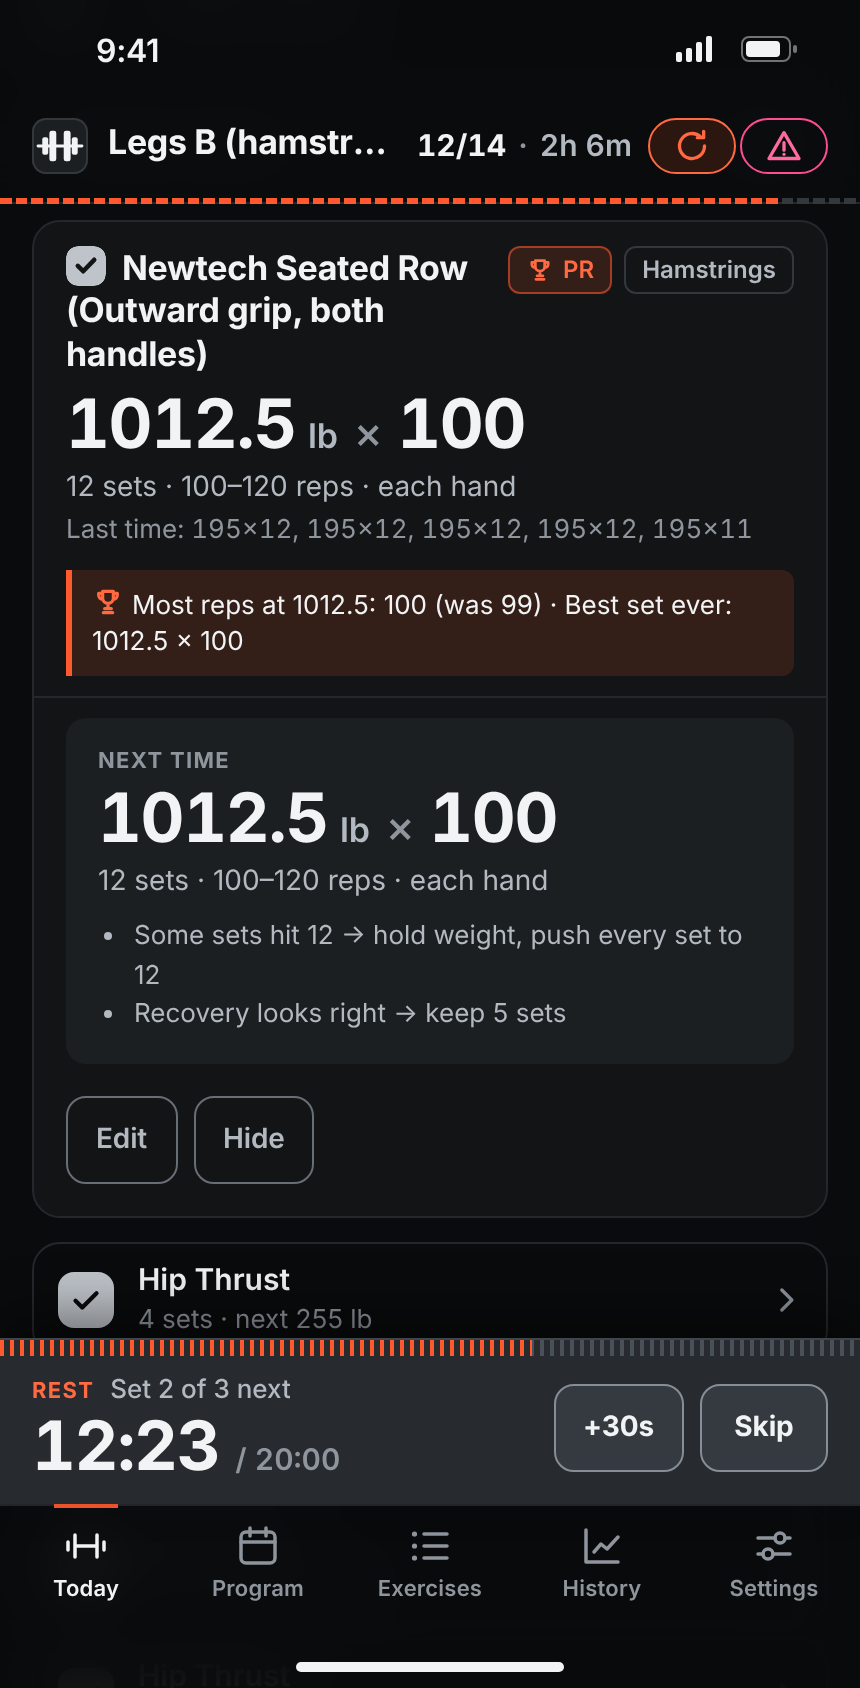 9:41
Legs B (hamstr... 12/14 · 2h 6m
Newtech Seated Row
(Outward grip, both
handles)
PR
Hamstrings
1012.5 lb × 100
12 sets · 100–120 reps · each hand
Last time: 195×12, 195×12, 195×12, 195×12, 195×11
Most reps at 1012.5: 100 (was 99) · Best set ever:
1012.5 × 100
NEXT TIME
1012.5 lb × 100
12 sets · 100–120 reps · each hand
• Some sets hit 12 → hold weight, push every set to
12
• Recovery looks right → keep 5 sets
Edit
Hide
Hip Thrust
4 sets · next 255 lb
REST Set 2 of 3 next
12:23 / 20:00
+30s
Skip
Today
Program
Exercises
History
Settings
Hip Thrust